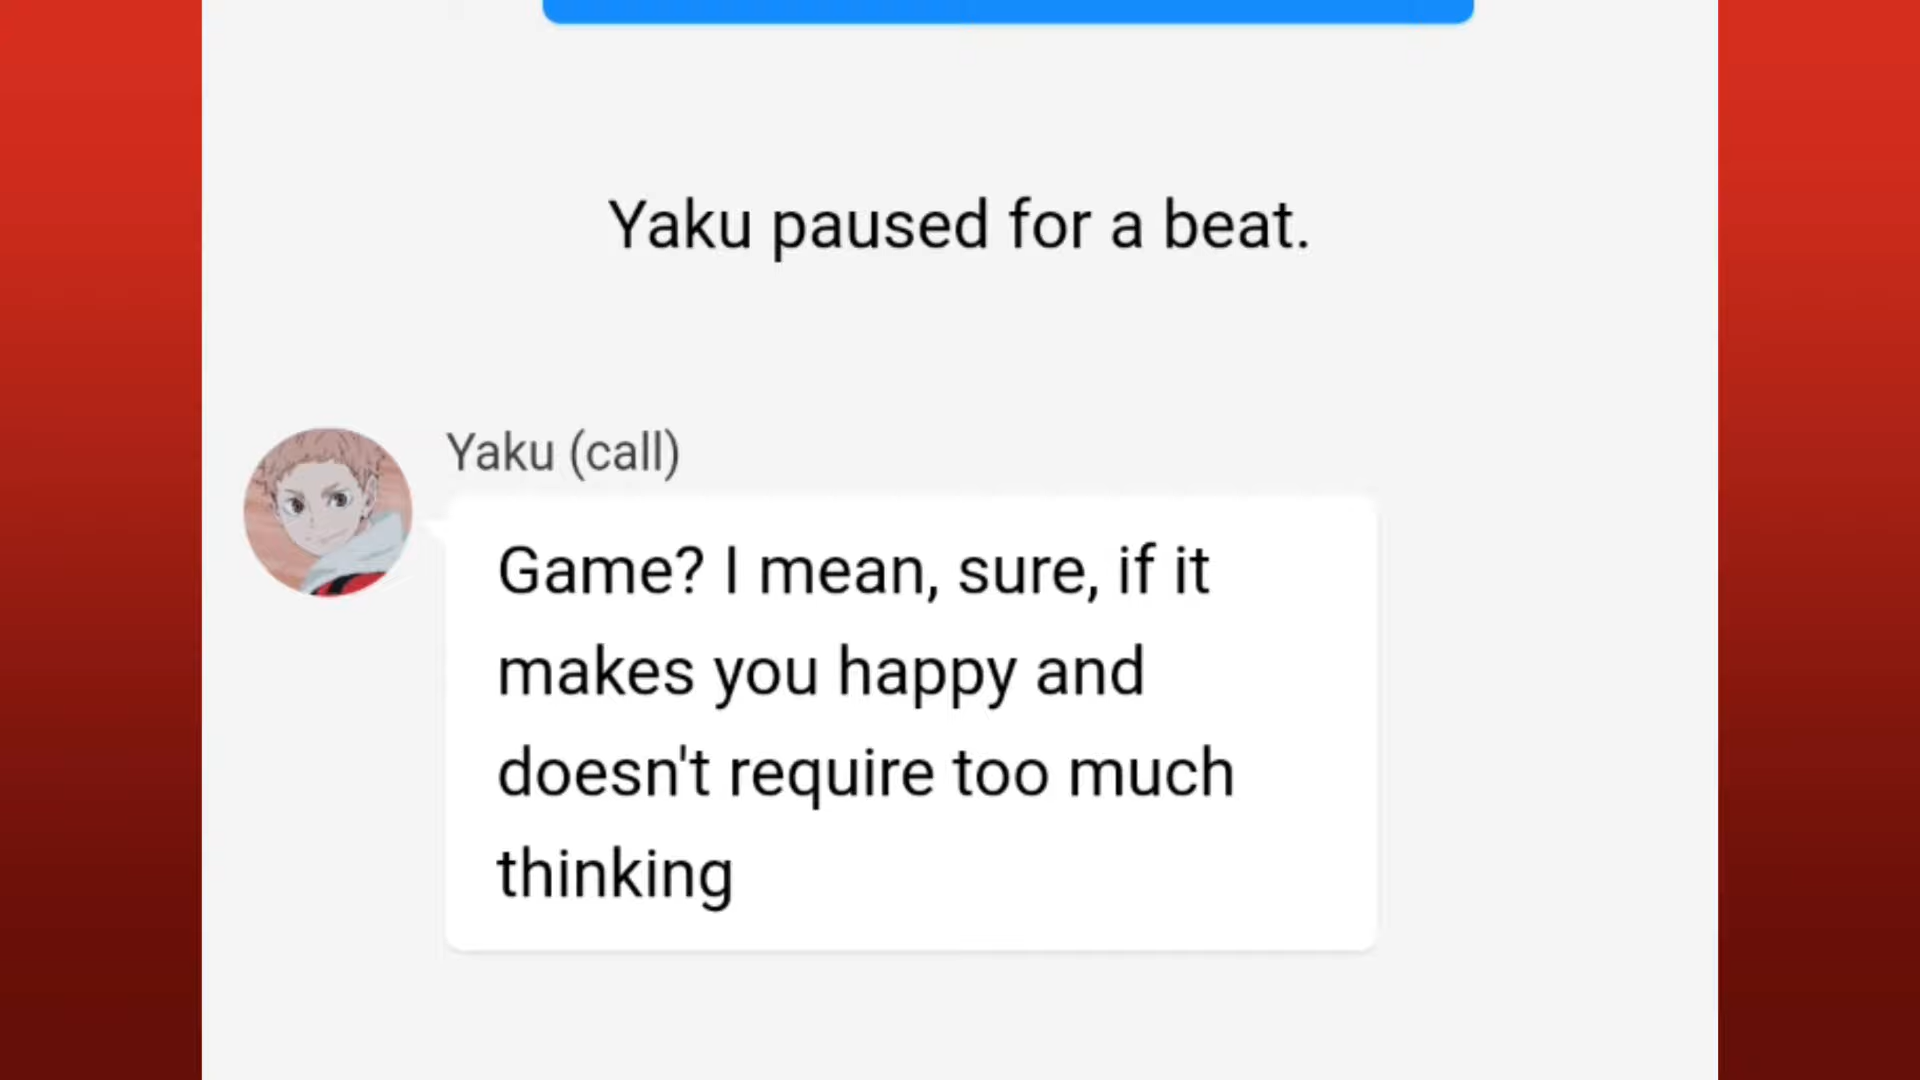 Yaku paused for a beat.
Yaku (call)
Game? I mean, sure, if it
makes you happy and
doesn't require too much
thinking